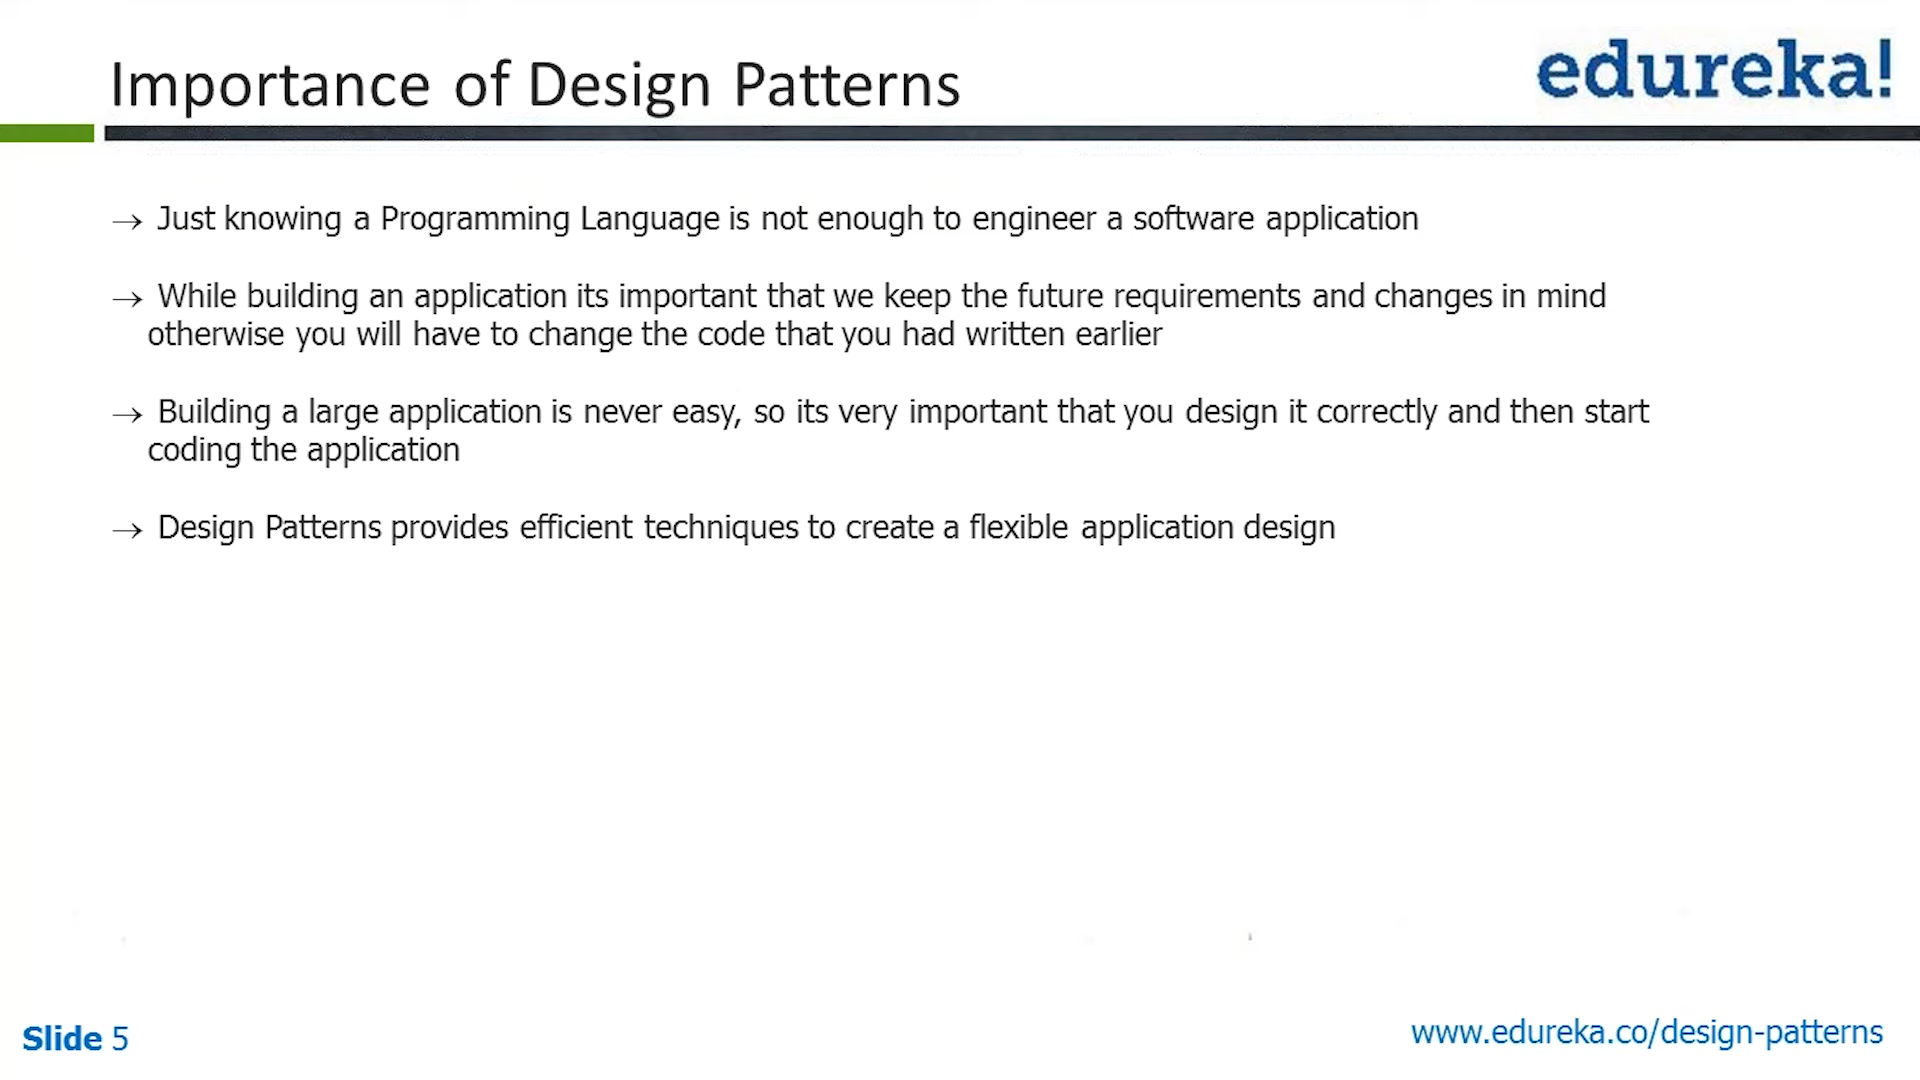 Importance of Design Patterns
edureka!
→ Just knowing a Programming Language is not enough to engineer a software application
→ While building an application its important that we keep the future requirements and changes in mind
otherwise you will have to change the code that you had written earlier
→ Building a large application is never easy, so its very important that you design it correctly and then start
coding the application
→ Design Patterns provides efficient techniques to create a flexible application design
Slide 5
www.edureka.co/design-patterns